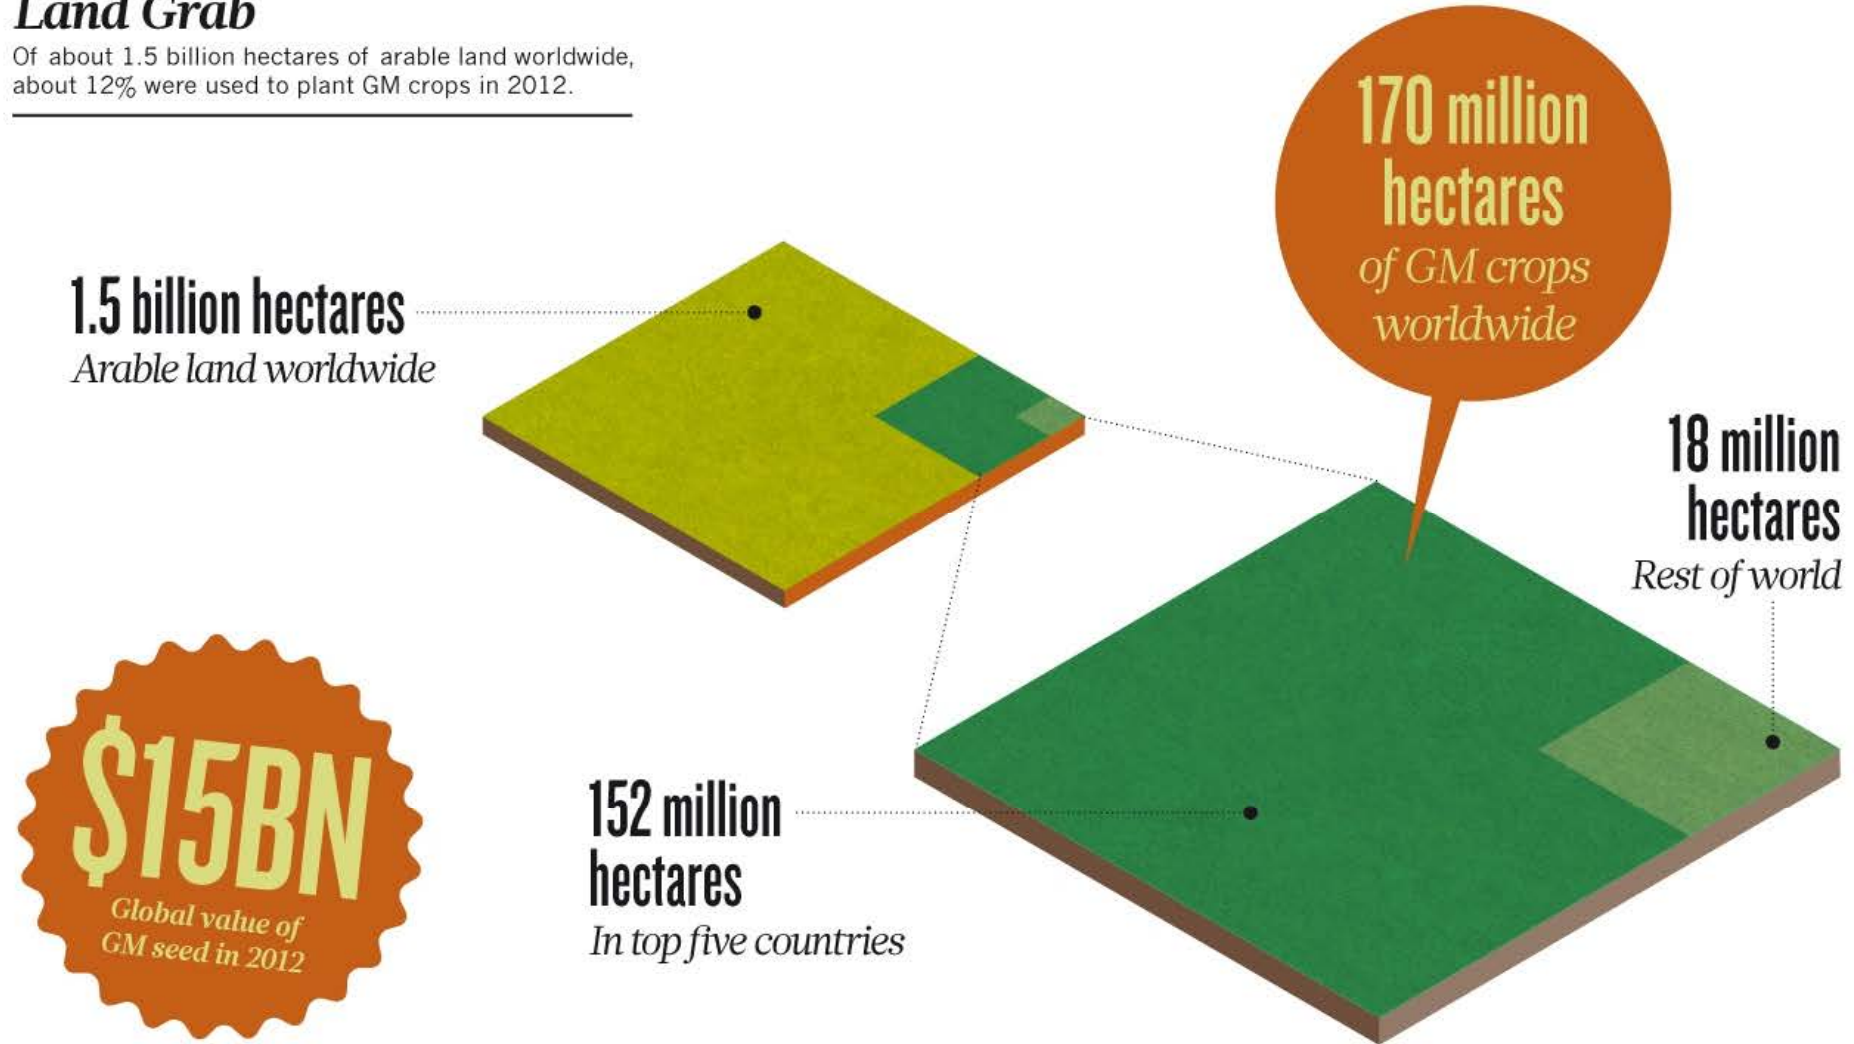 Land Grab
Of about 1.5 billion hectares of arable land worldwide,
about 12% were used to plant GM crops in 2012.
170 million
hectares
of GM crops
worldwide
1.5 billion hectares
Arable land worldwide
18 million
hectares
Rest of world
$15BN
Global value of
GM seed in 2012
152 million
hectares
In top five countries